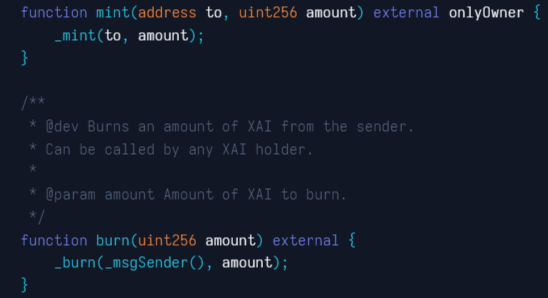 function mint(address to, uint256 amount) external onlyOwner {
    _mint(to, amount);
}

/**
 * @dev Burns an amount of XAI from the sender.
 * Can be called by any XAI holder.
 *
 * @param amount Amount of XAI to burn.
 */
function burn(uint256 amount) external {
    _burn(_msgSender(), amount);
}